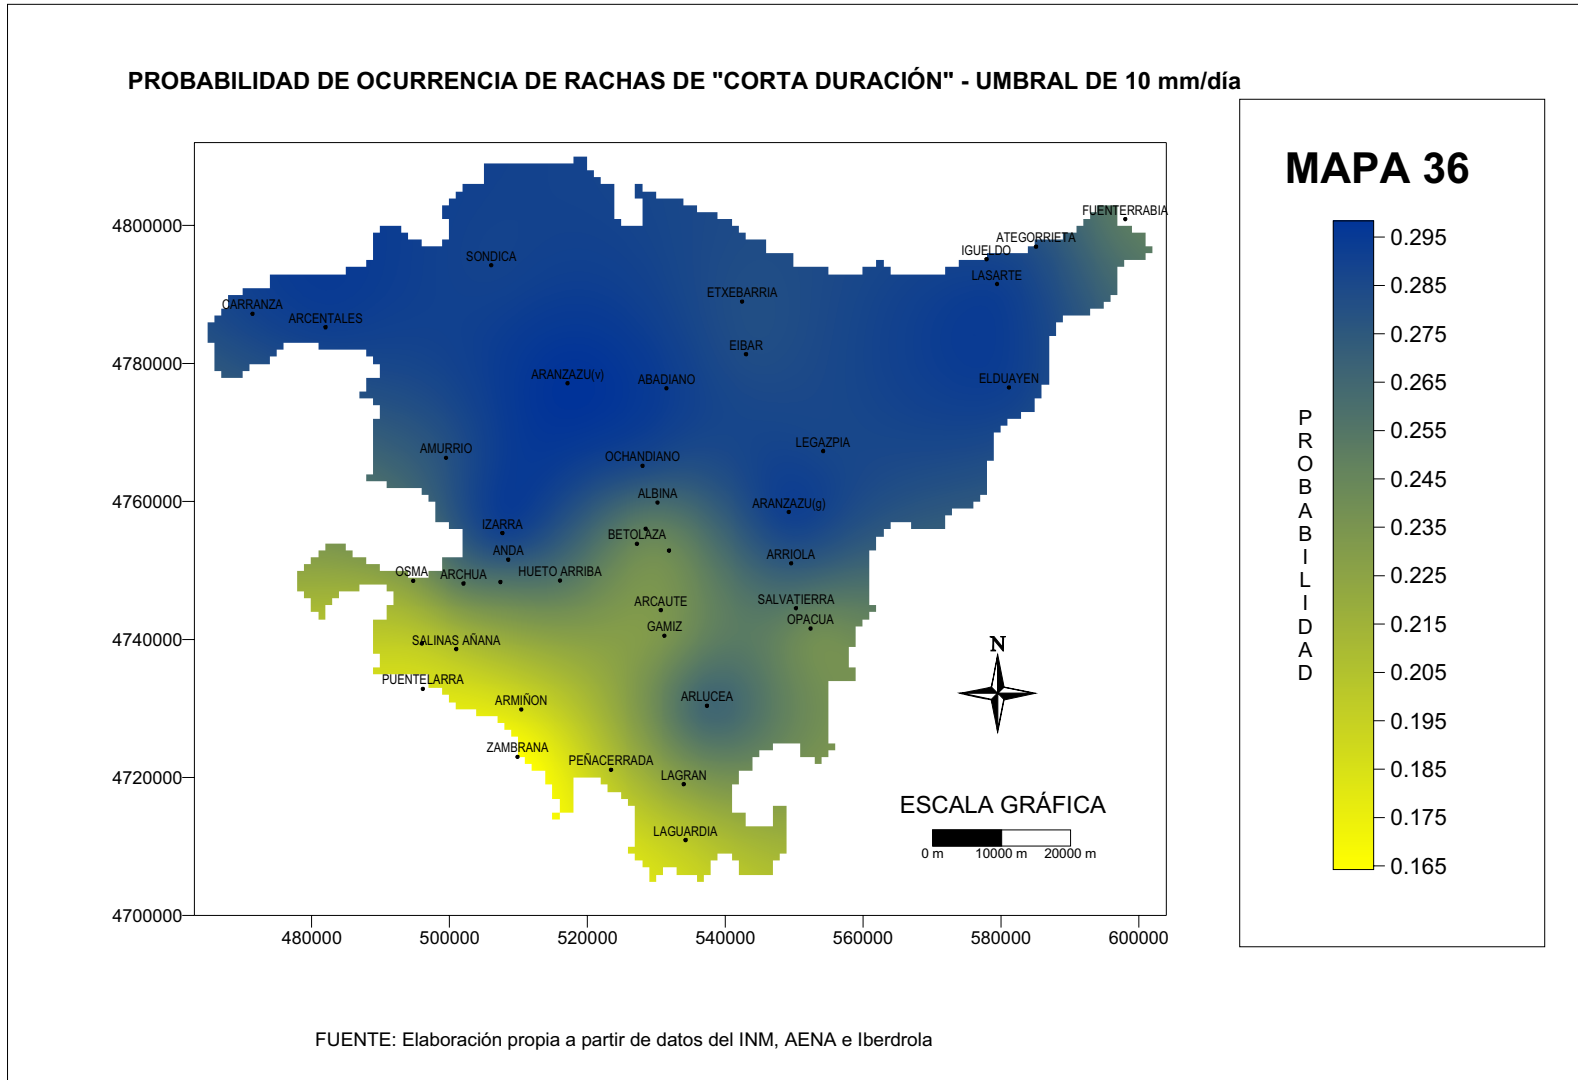 PROBABILIDAD DE OCURRENCIA DE RACHAS DE "CORTA DURACIÓN" - UMBRAL DE 10 mm/día
MAPA 36
4800000
4780000
4760000
4740000
4720000
4700000
480000
500000
520000
540000
560000
580000
600000
FUENTERRABIA
ATEGORRIETA
IGUELDO
LASARTE
SONDICA
ETXEBARRIA
CARRANZA
ARCENTALES
EIBAR
ARANZAZU(v)
ABADIANO
ELDUAYEN
AMURRIO
OCHANDIANO
LEGAZPIA
ALBINA
ARANZAZU(g)
IZARRA
BETOLAZA
ANDA
ARRIOLA
OSMA
ARCHUA
HUETO ARRIBA
ARCAUTE
SALVATIERRA
GAMIZ
OPACUA
SALINAS AÑANA
PUENTELARRA
ARMIÑON
ARLUCEA
ZAMBRANA
PEÑACERRADA
LAGRAN
LAGUARDIA
N
ESCALA GRÁFICA
0 m
10000 m
20000 m
PROBABILIDAD
0.295
0.285
0.275
0.265
0.255
0.245
0.235
0.225
0.215
0.205
0.195
0.185
0.175
0.165
FUENTE: Elaboración propia a partir de datos del INM, AENA e Iberdrola